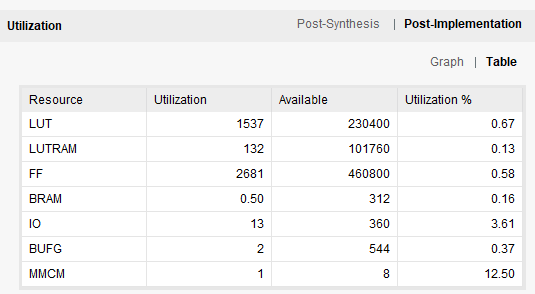 Utilization Post-Synthesis | Post-Implementation
Graph | Table
Resource Utilization Available Utilization %
LUT 1537 230400 0.67
LUTRAM 132 101760 0.13
FF 2681 460800 0.58
BRAM 0.50 312 0.16
IO 13 360 3.61
BUFG 2 544 0.37
MMCM 1 8 12.50